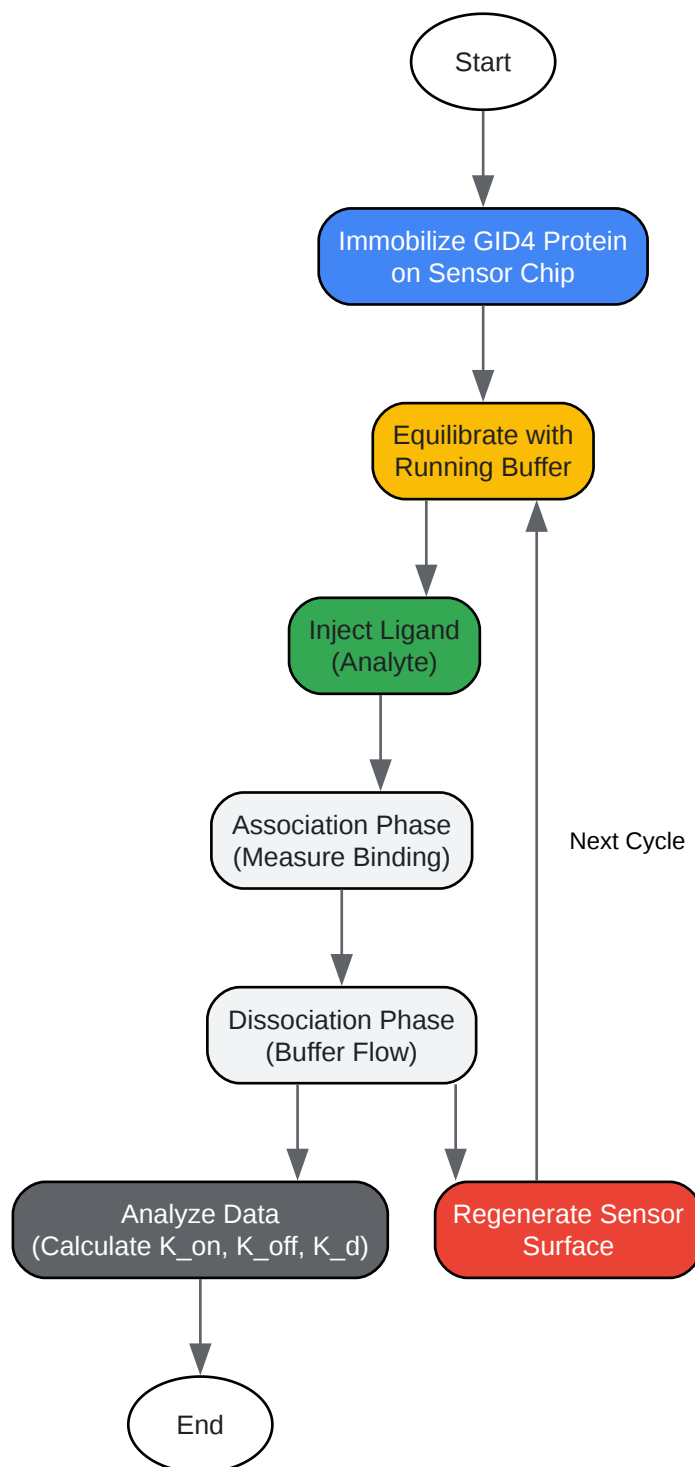 Start
Immobilize GID4 Protein
on Sensor Chip
Equilibrate with
Running Buffer
Inject Ligand
(Analyte)
Association Phase
(Measure Binding)
Next Cycle
Dissociation Phase
(Buffer Flow)
Analyze Data
(Calculate K_on, K_off, K_d)
Regenerate Sensor
Surface
End